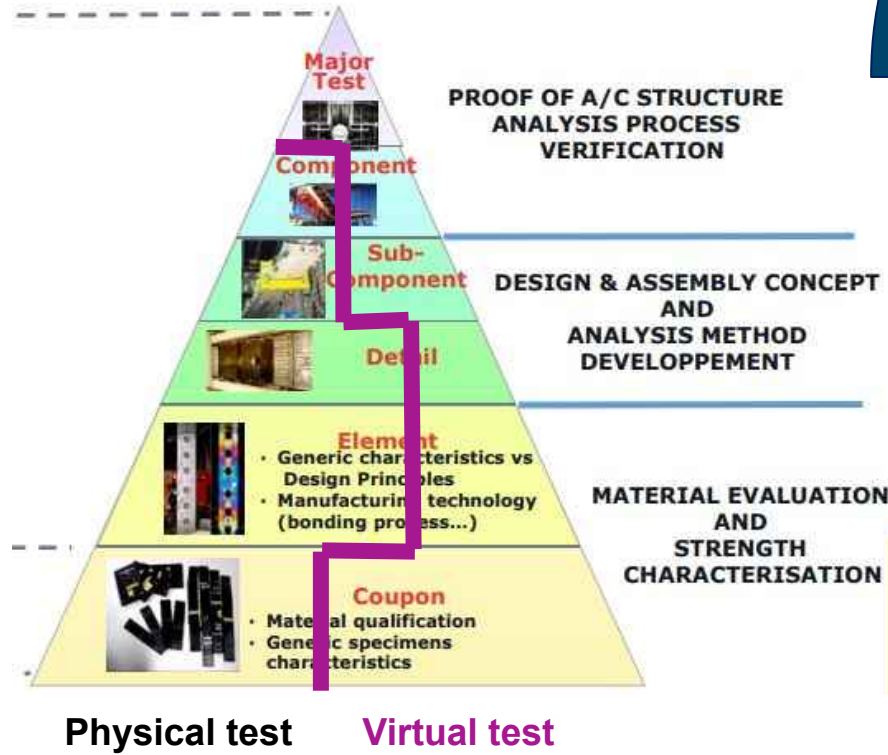 Major
Test
PROOF OF A/C STRUCTURE
ANALYSIS PROCESS
VERIFICATION
Component
Sub-
Component
DESIGN & ASSEMBLY CONCEPT
AND
ANALYSIS METHOD
DEVELOPPEMENT
Detail
Element
· Generic characteristics vs
Design Principles
· Manufacturing technology
(bonding process...)
MATERIAL EVALUATION
AND
STRENGTH
CHARACTERISATION
Coupon
· Material qualification
· Generic specimens
characteristics
Physical test Virtual test